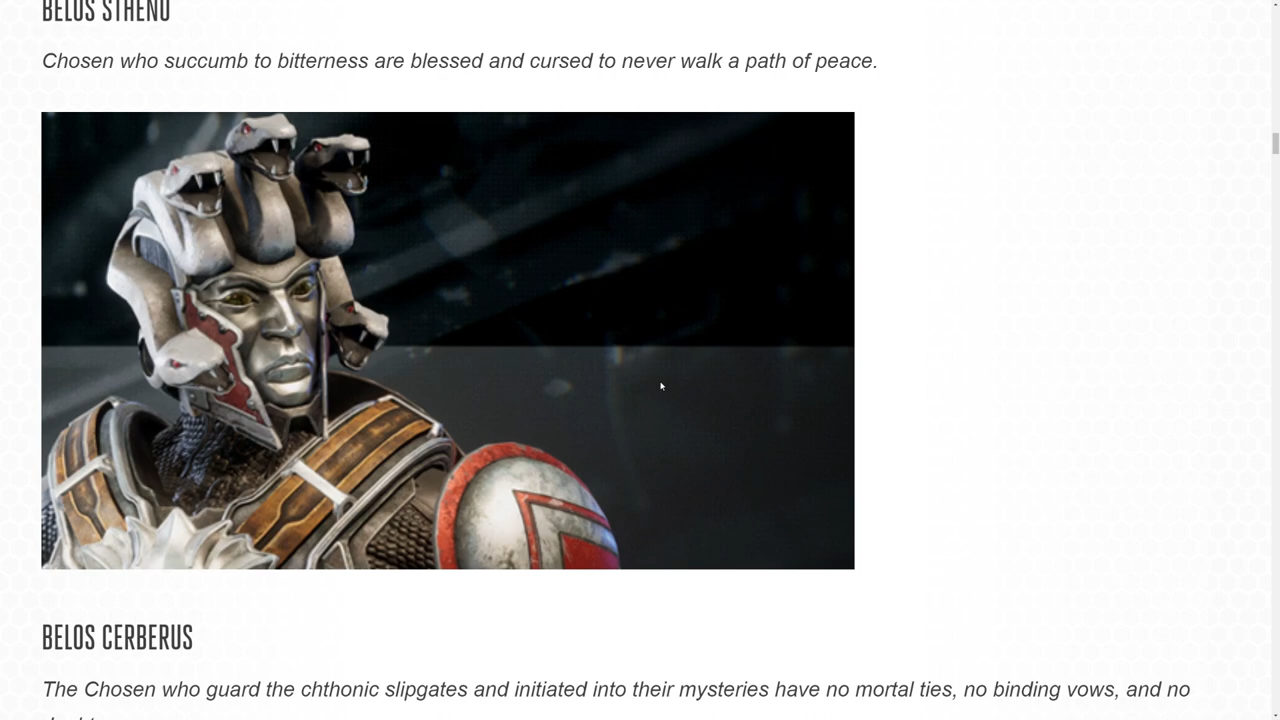 BELOS STHENO
Chosen who succumb to bitterness are blessed and cursed to never walk a path of peace.
BELOS CERBERUS
The Chosen who guard the chthonic slipgates and initiated into their mysteries have no mortal ties, no binding vows, and no